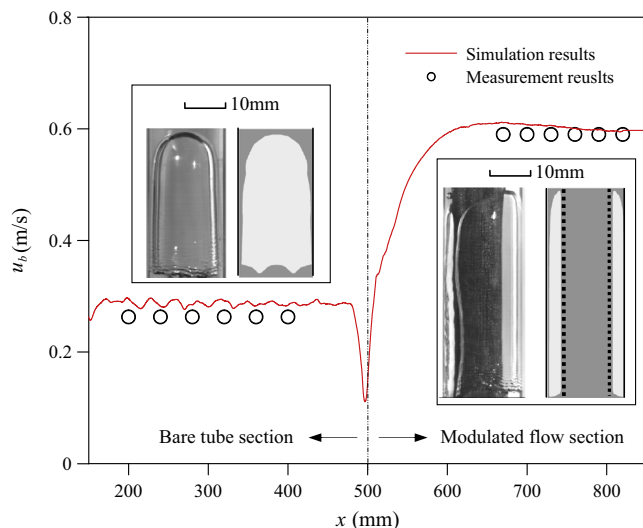 0.8
0.6
0.4
0.2
0
u_b (m/s)
Simulation results
Measurement reuslts
10mm
10mm
Bare tube section
Modulated flow section
200
300
400
500
600
700
800
x (mm)